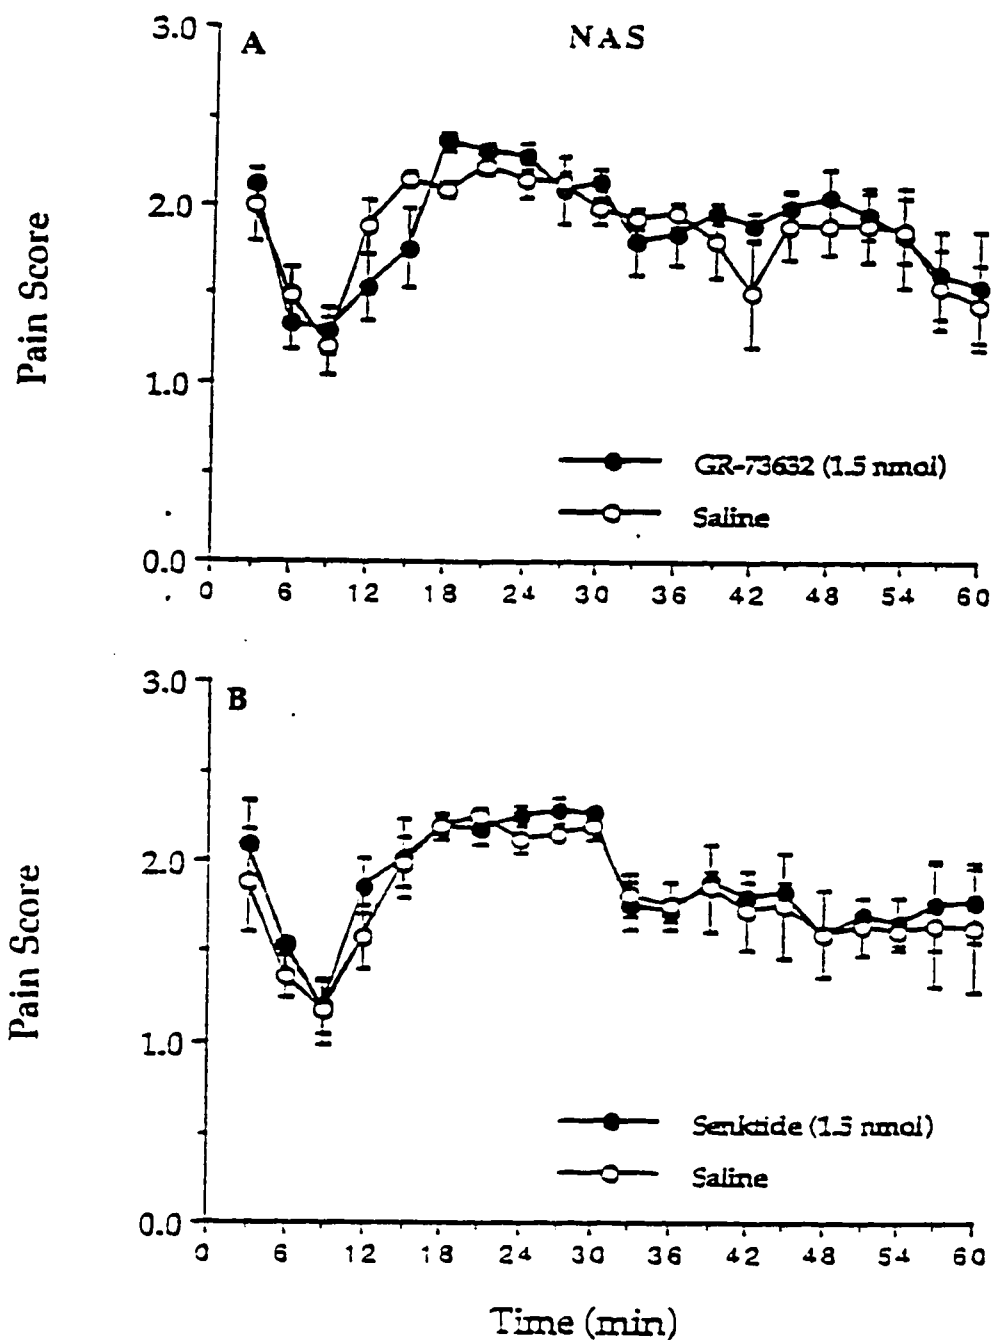 3.0
A
NAS
2.0
1.0
0.0
Pain Score
GR-73632 (1.5 nmol)
Saline
0 6 12 18 24 30 36 42 48 54 60
3.0
B
2.0
1.0
0.0
Pain Score
Senktide (1.5 nmol)
Saline
0 6 12 18 24 30 36 42 48 54 60
Time (min)